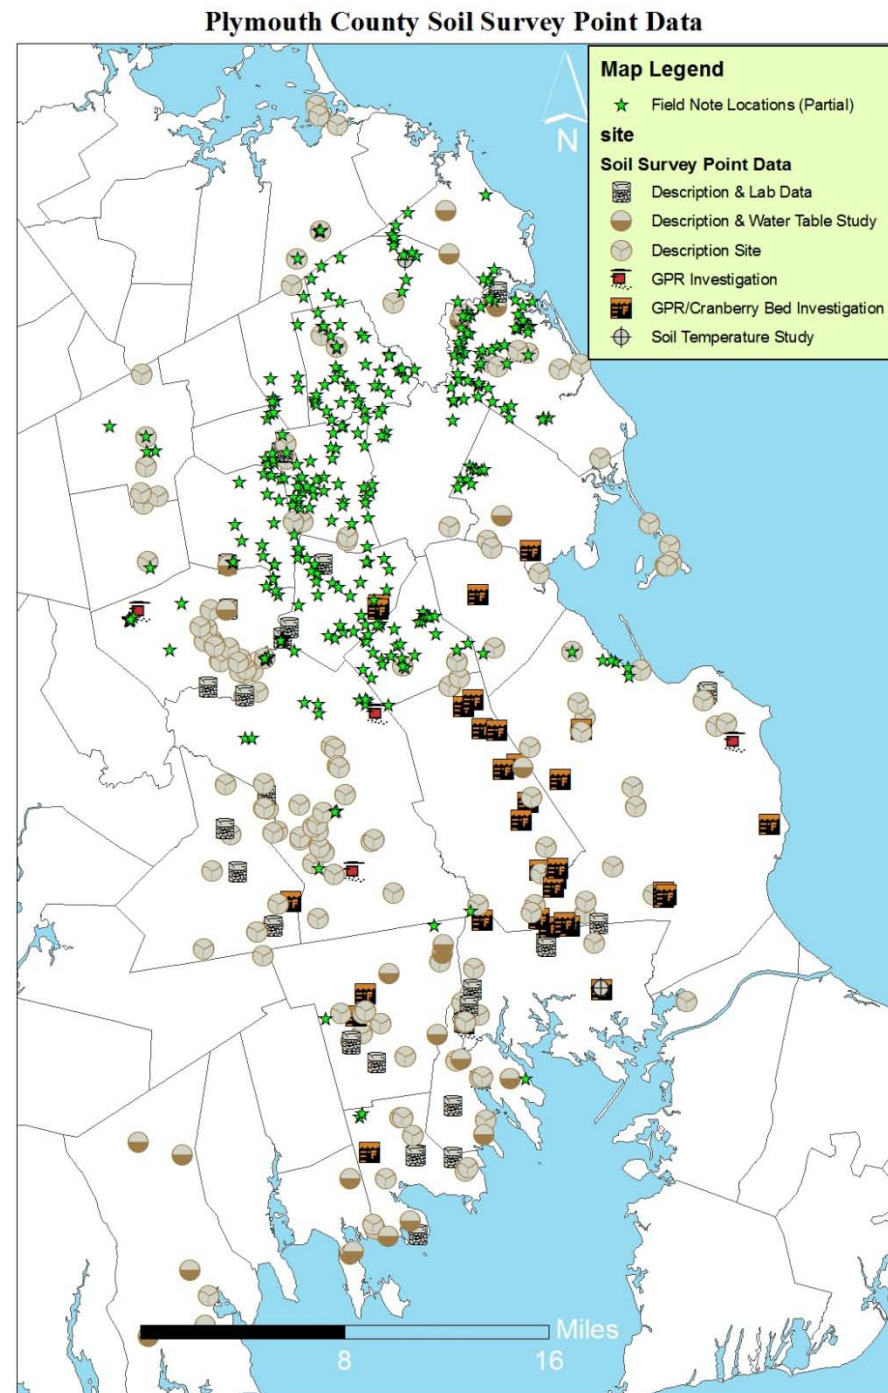 Plymouth County Soil Survey Point Data
Map Legend
Field Note Locations (Partial)
site
Soil Survey Point Data
Description & Lab Data
Description & Water Table Study
Description Site
GPR Investigation
GPR/Cranberry Bed Investigation
Soil Temperature Study
N
Miles
8
16